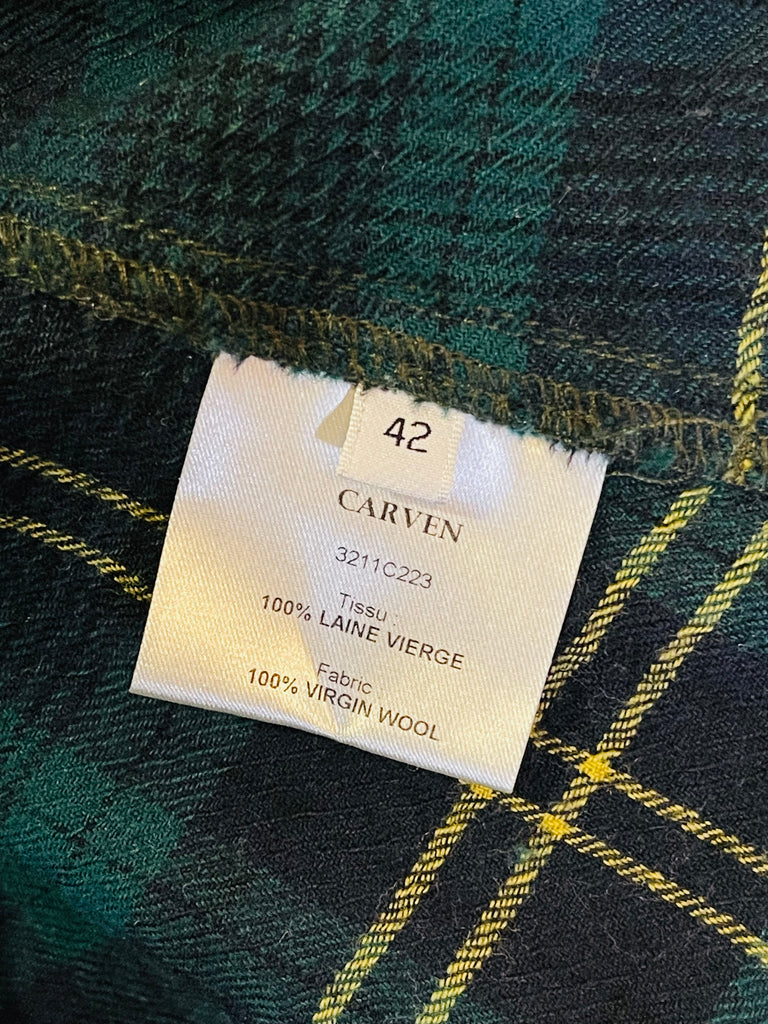 42
CARVEN
3211C223
Tissu :
100% LAINE VIERGE
Fabric
100% VIRGIN WOOL